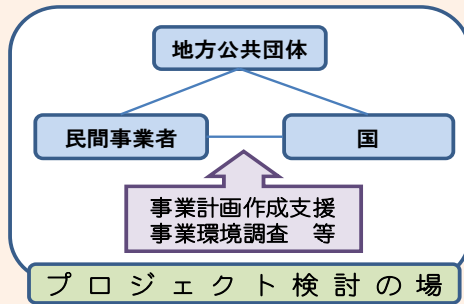 地方公共団体
民間事業者
国
事業計画作成支援
事業環境調査　等
プロジェクト検討の場